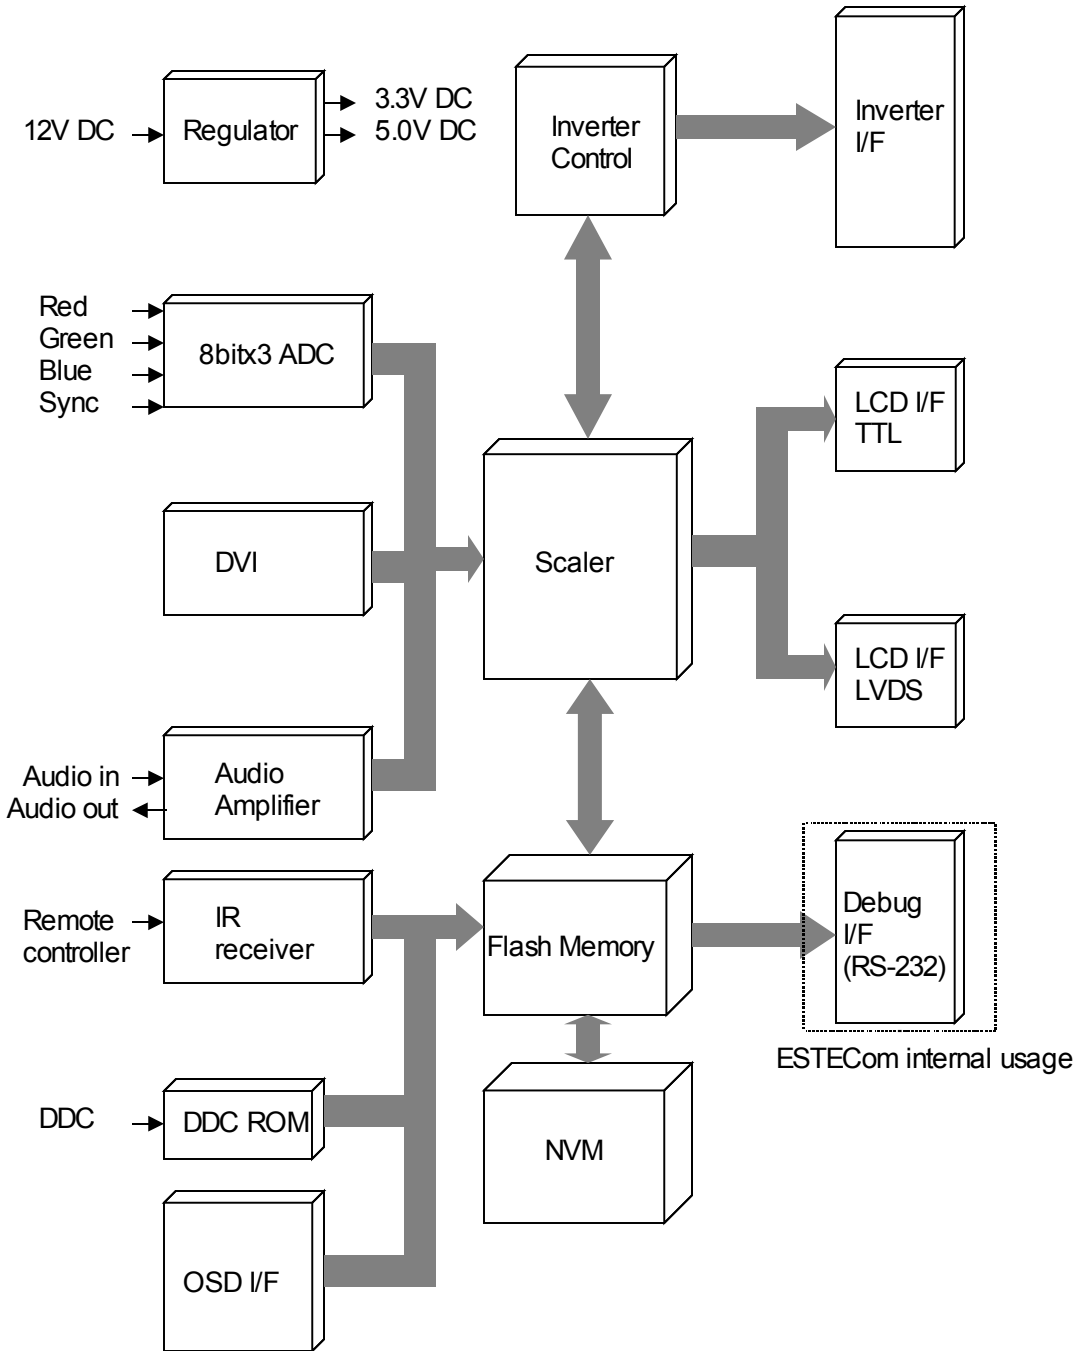 12V DC
Regulator
3.3V DC
5.0V DC
Inverter
Control
Inverter
I/F
Red
Green
Blue
Sync
8bitx3 ADC
LCD I/F
TTL
DVI
Scaler
LCD I/F
LVDS
Audio in
Audio out
Audio
Amplifier
Remote
controller
IR
receiver
Flash Memory
Debug
I/F
(RS-232)
ESTECom internal usage
DDC
DDC ROM
NVM
OSD I/F